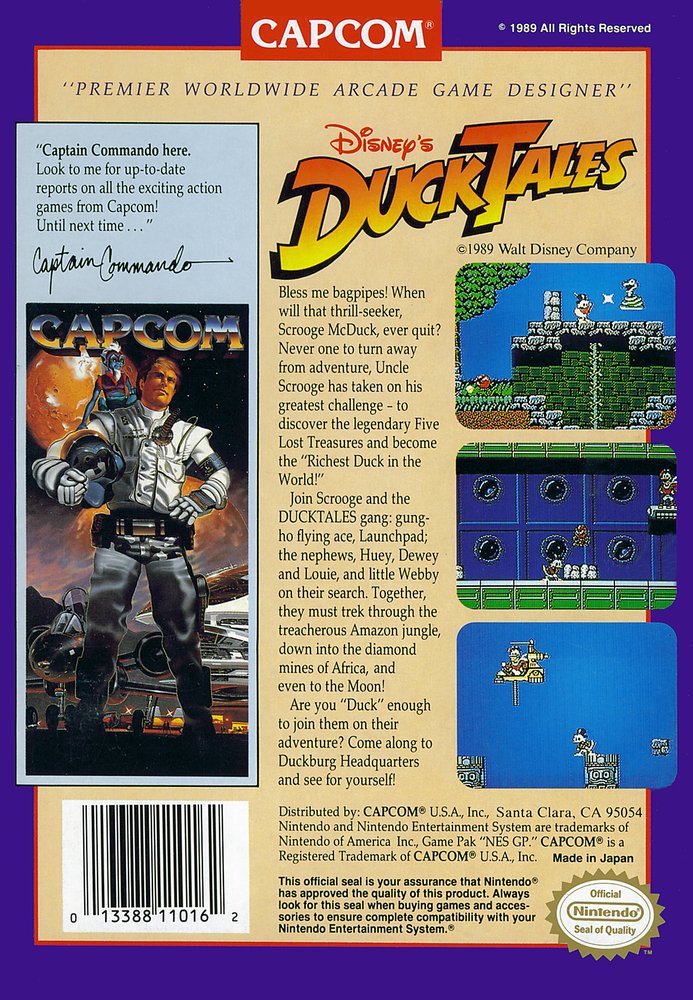 CAPCOM®
© 1989 All Rights Reserved
"PREMIER WORLDWIDE ARCADE GAME DESIGNER"
"Captain Commando here.
Look to me for up-to-date
reports on all the exciting action
games from Capcom!
Until next time . . ."
Captain Commando
CAPCOM
DISNEY'S
DUCKTALES
©1989 Walt Disney Company
Bless me bagpipes! When
will that thrill-seeker,
Scrooge McDuck, ever quit?
Never one to turn away
from adventure, Uncle
Scrooge has taken on his
greatest challenge – to
discover the legendary Five
Lost Treasures and become
the "Richest Duck in the
World!"
Join Scrooge and the
DUCKTALES gang: gung-
ho flying ace, Launchpad;
the nephews, Huey, Dewey
and Louie, and little Webby
on their search. Together,
they must trek through the
treacherous Amazon jungle,
down into the diamond
mines of Africa, and
even to the Moon!
Are you "Duck" enough
to join them on their
adventure? Come along to
Duckburg Headquarters
and see for yourself!
Distributed by: CAPCOM® U.S.A., Inc., Santa Clara, CA 95054
Nintendo and Nintendo Entertainment System are trademarks of
Nintendo of America Inc., Game Pak "NES GP." CAPCOM® is a
Registered Trademark of CAPCOM® U.S.A., Inc. Made in Japan
This official seal is your assurance that Nintendo®
has approved the quality of this product. Always
look for this seal when buying games and acces-
sories to ensure complete compatibility with your
Nintendo Entertainment System.®
Official
Nintendo®
Seal of Quality
TM
0 13388 11016 2